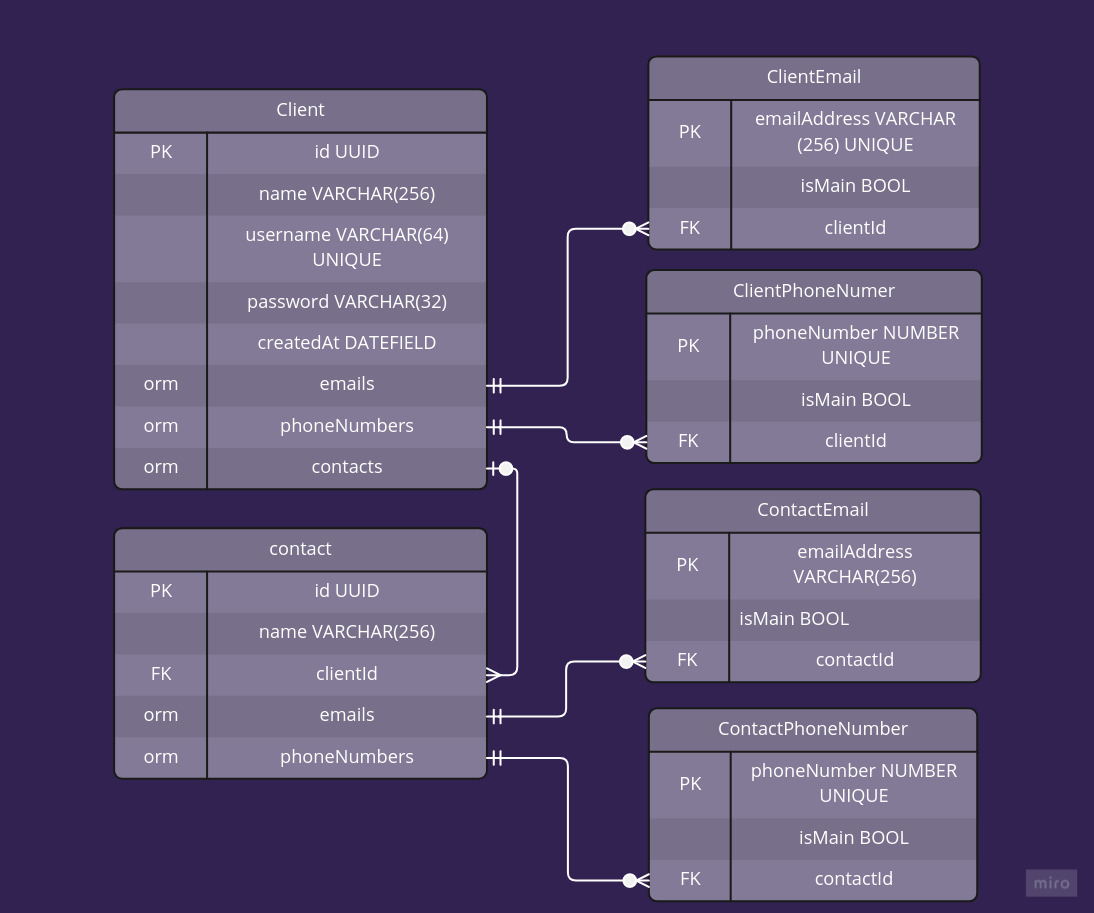 Client
PK id UUID
name VARCHAR(256)
username VARCHAR(64)
UNIQUE
password VARCHAR(32)
createdAt DATEFIELD
orm emails
orm phoneNumbers
orm contacts
contact
PK id UUID
name VARCHAR(256)
FK clientId
orm emails
orm phoneNumbers
ClientEmail
PK emailAddress VARCHAR
(256) UNIQUE
isMain BOOL
FK clientId
ClientPhoneNumer
PK phoneNumber NUMBER
UNIQUE
isMain BOOL
FK clientId
ContactEmail
PK emailAddress
VARCHAR(256)
isMain BOOL
FK contactId
ContactPhoneNumber
PK phoneNumber NUMBER
UNIQUE
isMain BOOL
FK contactId
miro